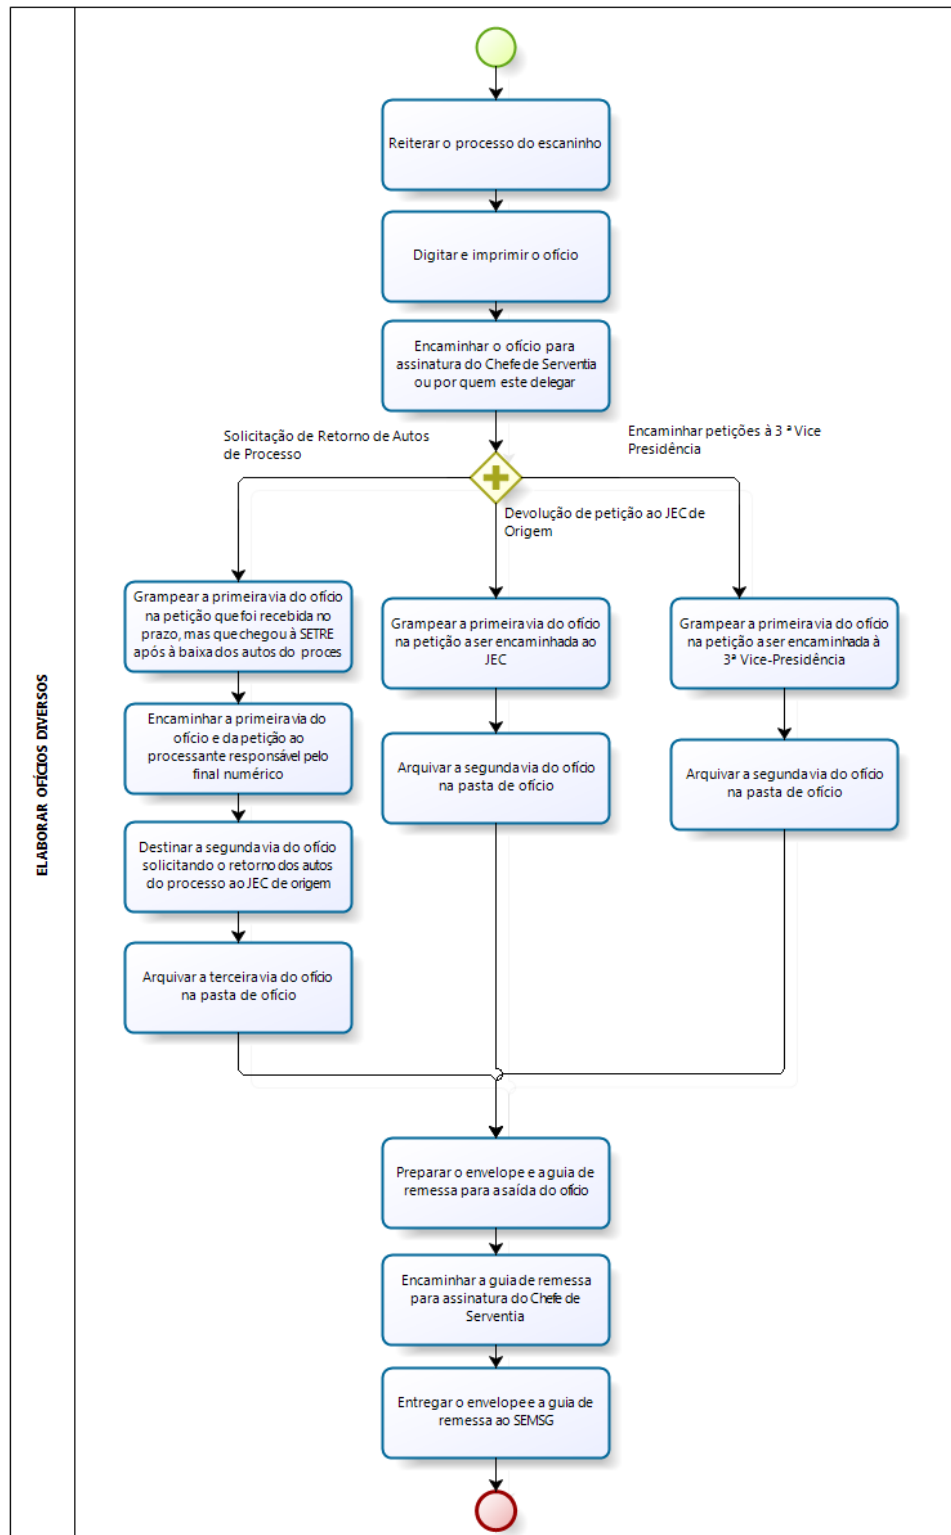 ELABORAR OFÍCIOS DIVERSOS
Reiterar o processo do escaninho
Digitar e imprimir o ofício
Encaminhar o ofício para
assinatura do Chefe de Serventia
ou por quem este delegar
Solicitação de Retorno de Autos
de Processo
Encaminhar petições à 3 ª Vice
Presidência
Devolução de petição ao JEC de
Origem
Grampear a primeira via do ofício
na petição que foi recebida no
prazo, mas que chegou à SETRE
após à baixa dos autos do proces
Encaminhar a primeira via do
ofício e da petição ao
processante responsável pelo
final numérico
Destinar a segunda via do ofício
solicitando o retorno dos autos
do processo ao JEC de origem
Arquivar a terceira via do ofício
na pasta de ofício
Grampear a primeira via do ofício
na petição a ser encaminhada ao
JEC
Arquivar a segunda via do ofício
na pasta de ofício
Grampear a primeira via do ofício
na petição a ser encaminhada à
3ª Vice-Presidência
Arquivar a segunda via do ofício
na pasta de ofício
Preparar o envelope e a guia de
remessa para a saída do ofício
Encaminhar a guia de remessa
para assinatura do Chefe de
Serventia
Entregar o envelope e a guia de
remessa ao SEMSG